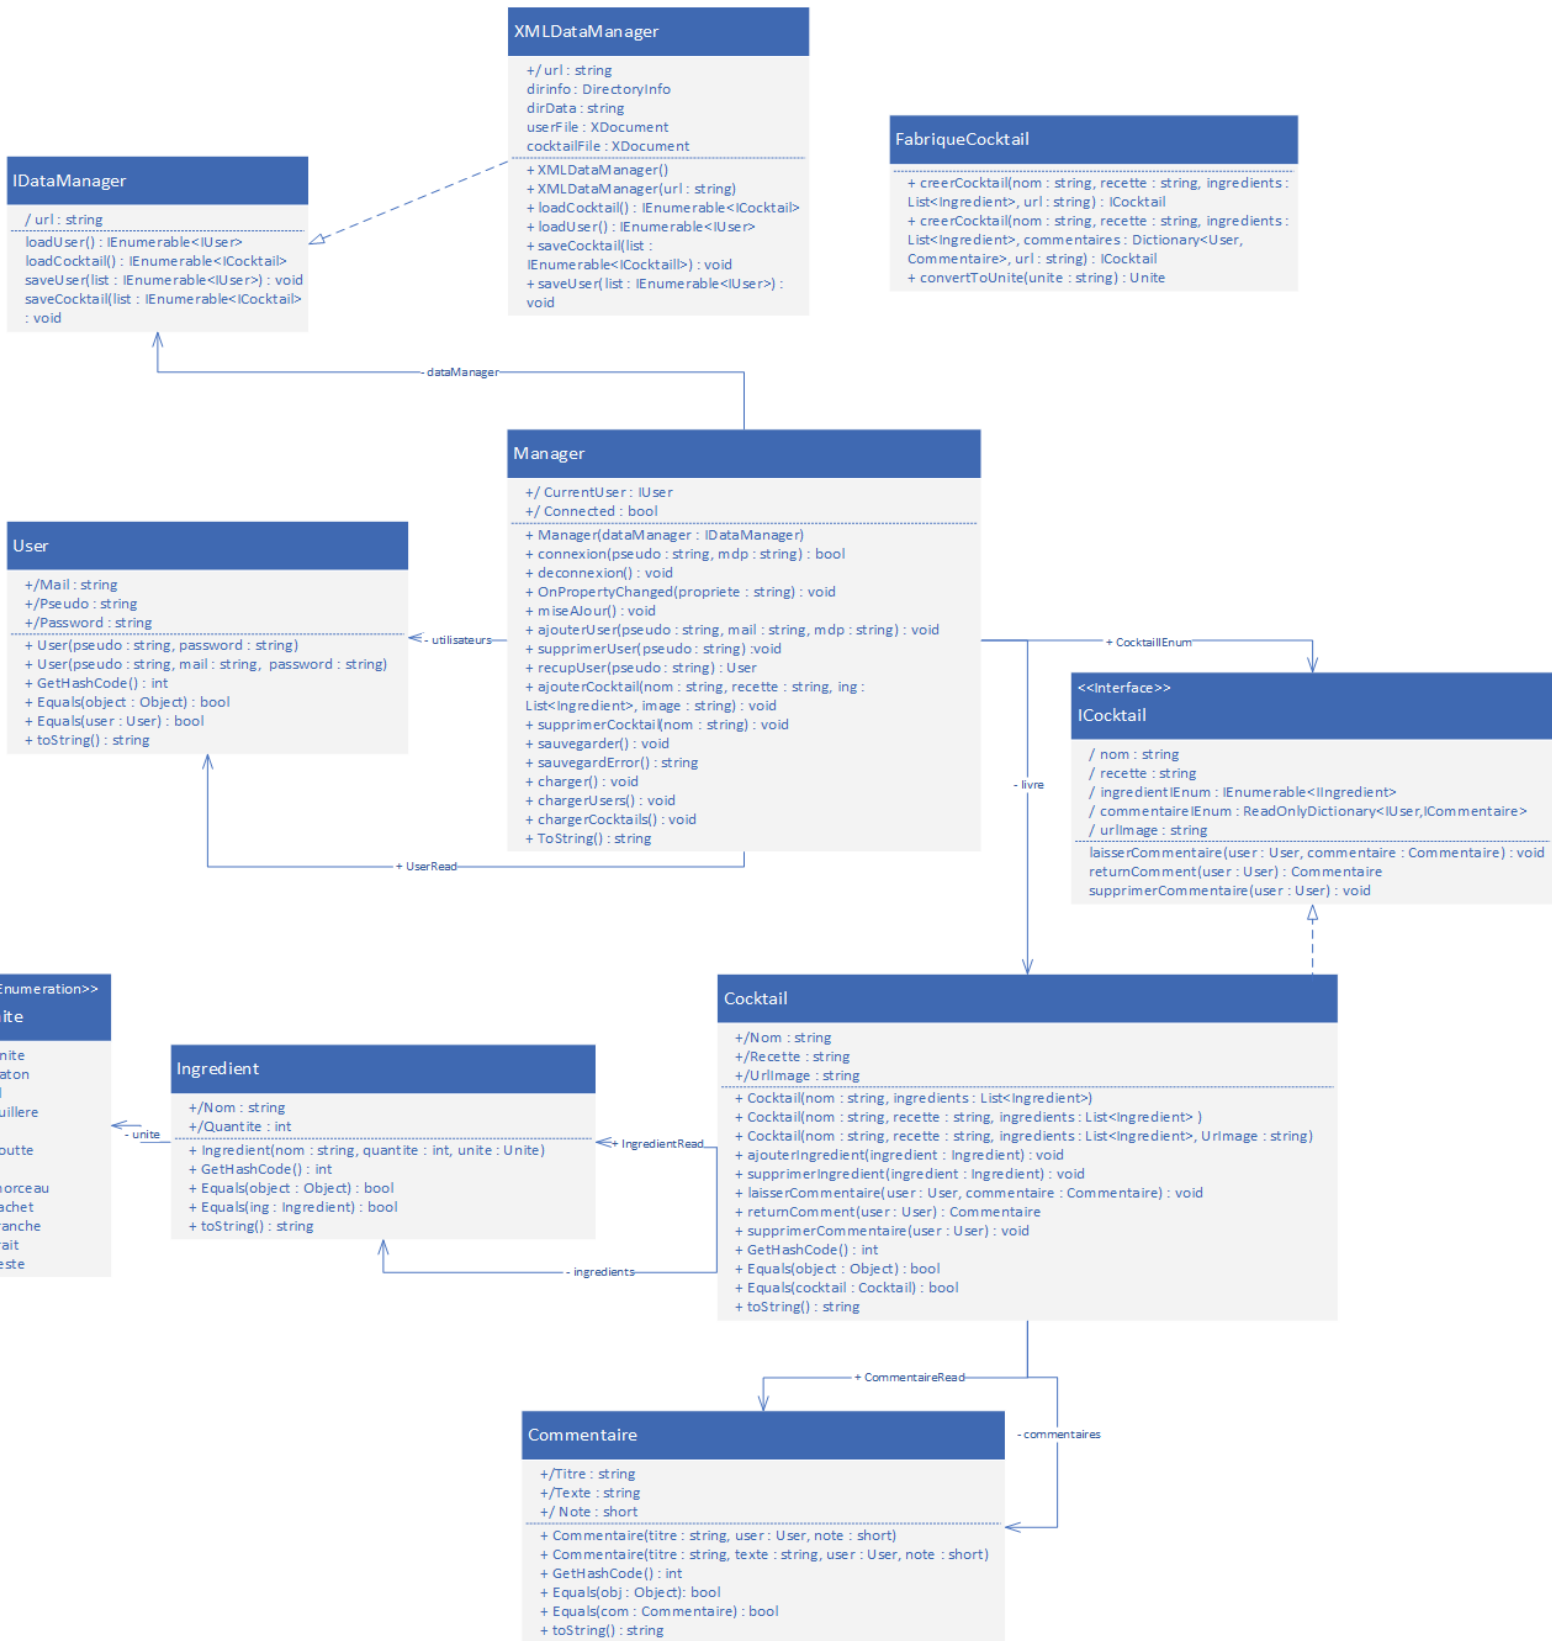 XMLDataManager
+/ url : string
dirinfo : DirectoryInfo
dirData : string
userFile : XDocument
cocktailFile : XDocument
+ XMLDataManager()
+ XMLDataManager(url : string)
+ loadCocktail() : IEnumerable<ICocktail>
+ loadUser() : IEnumerable<IUser>
+ saveCocktail(list :
IEnumerable<ICocktaill>) : void
+ saveUser(list : IEnumerable<IUser>) :
void
FabriqueCocktail
+ creerCocktail(nom : string, recette : string, ingredients :
List<Ingredient>, url : string) : ICocktail
+ creerCocktail(nom : string, recette : string, ingredients :
List<Ingredient>, commentaires : Dictionary<User,
Commentaire>, url : string) : ICocktail
+ convertToUnite(unite : string) : Unite
IDataManager
/ url : string
loadUser() : IEnumerable<IUser>
loadCocktail() : IEnumerable<ICocktail>
saveUser(list : IEnumerable<IUser>) : void
saveCocktail(list : IEnumerable<ICocktail>
: void
- dataManager
Manager
+/ CurrentUser : IUser
+/ Connected : bool
+ Manager(dataManager : IDataManager)
+ connexion(pseudo : string, mdp : string) : bool
+ deconnexion() : void
+ OnPropertyChanged(propriete : string) : void
+ miseAJour() : void
+ ajouterUser(pseudo : string, mail : string, mdp : string) : void
+ supprimerUser(pseudo : string) :void
+ recupUser(pseudo : string) : User
+ ajouterCocktail(nom : string, recette : string, ing :
List<Ingredient>, image : string) : void
+ supprimerCocktail(nom : string) : void
+ sauvegarder() : void
+ sauvegardError() : string
+ charger() : void
+ chargerUsers() : void
+ chargerCocktails() : void
+ ToString() : string
User
+/Mail : string
+/Pseudo : string
+/Password : string
+ User(pseudo : string, password : string)
+ User(pseudo : string, mail : string, password : string)
+ GetHashCode() : int
+ Equals(object : Object) : bool
+ Equals(user : User) : bool
+ toString() : string
- utilisateurs
+ UserRead
+ CocktailIEnum
- livre
<<Interface>>
ICocktail
/ nom : string
/ recette : string
/ ingredientIEnum : IEnumerable<IIngredient>
/ commentaireIEnum : ReadOnlyDictionary<IUser,ICommentaire>
/ urlImage : string
laisserCommentaire(user : User, commentaire : Commentaire) : void
returnComment(user : User) : Commentaire
supprimerCommentaire(user : User) : void
Enumeration>>
ite
nite
aton
l
uillere
outte
norceau
achet
ranche
rait
este
- unite
Ingredient
+/Nom : string
+/Quantite : int
+ Ingredient(nom : string, quantite : int, unite : Unite)
+ GetHashCode() : int
+ Equals(object : Object) : bool
+ Equals(ing : Ingredient) : bool
+ toString() : string
+ IngredientRead
- ingredients
Cocktail
+/Nom : string
+/Recette : string
+/UrlImage : string
+ Cocktail(nom : string, ingredients : List<Ingredient>)
+ Cocktail(nom : string, recette : string, ingredients : List<Ingredient> )
+ Cocktail(nom : string, recette : string, ingredients : List<Ingredient>, UrlImage : string)
+ ajouterIngredient(ingredient : Ingredient) : void
+ supprimerIngredient(ingredient : Ingredient) : void
+ laisserCommentaire(user : User, commentaire : Commentaire) : void
+ returnComment(user : User) : Commentaire
+ supprimerCommentaire(user : User) : void
+ GetHashCode() : int
+ Equals(object : Object) : bool
+ Equals(cocktail : Cocktail) : bool
+ toString() : string
+ CommentaireRead
- commentaires
Commentaire
+/Titre : string
+/Texte : string
+/ Note : short
+ Commentaire(titre : string, user : User, note : short)
+ Commentaire(titre : string, texte : string, user : User, note : short)
+ GetHashCode() : int
+ Equals(obj : Object): bool
+ Equals(com : Commentaire) : bool
+ toString() : string